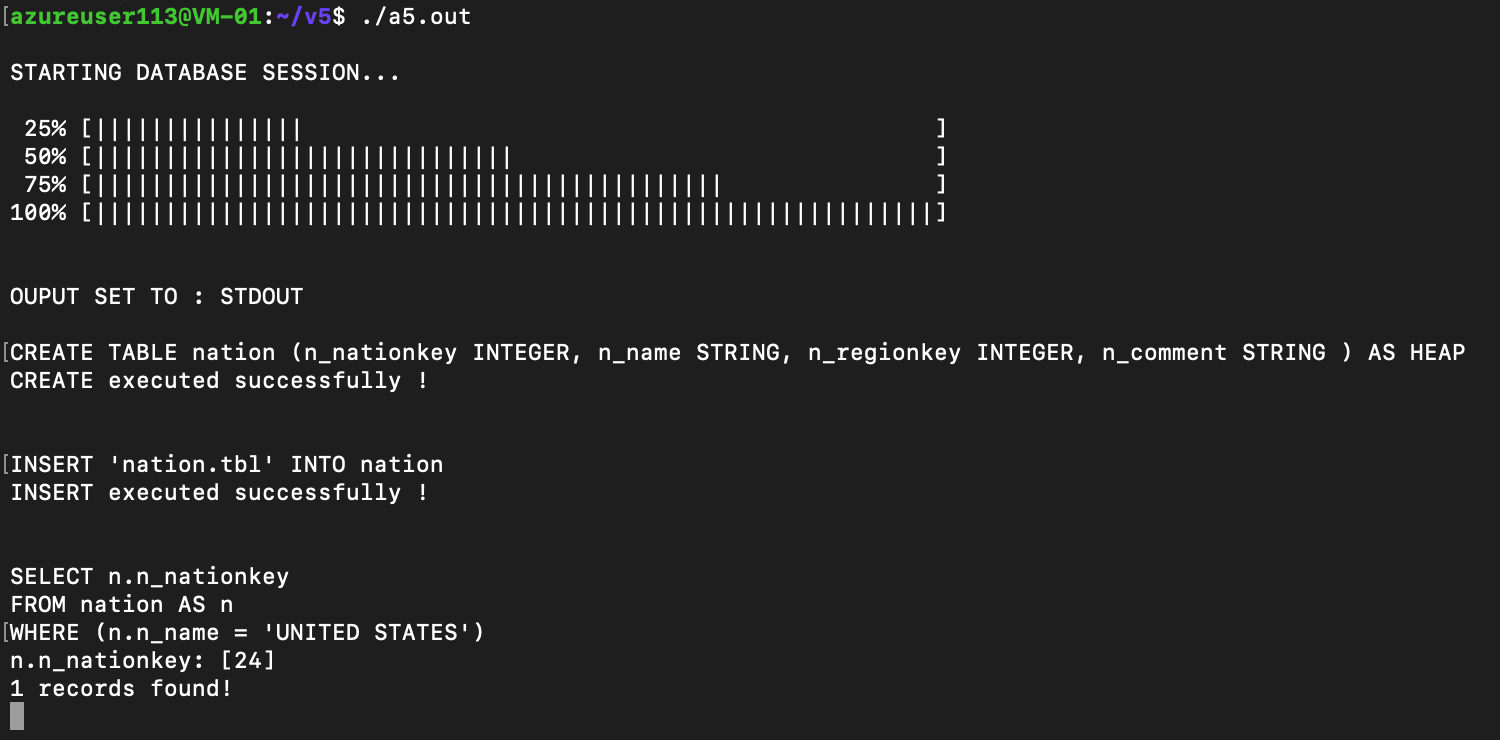 [azureuser113@VM-01:~/v5$ ./a5.out
STARTING DATABASE SESSION...
25% [||||||||||||||| ]
50% [|||||||||||||||||||||||||||||| ]
75% [||||||||||||||||||||||||||||||||||||||||||||| ]
100% [||||||||||||||||||||||||||||||||||||||||||||||||||||||||||||]
OUPUT SET TO : STDOUT
[CREATE TABLE nation (n_nationkey INTEGER, n_name STRING, n_regionkey INTEGER, n_comment STRING ) AS HEAP
CREATE executed successfully !
[INSERT 'nation.tbl' INTO nation
INSERT executed successfully !
SELECT n.n_nationkey
FROM nation AS n
[WHERE (n.n_name = 'UNITED STATES')
n.n_nationkey: [24]
1 records found!